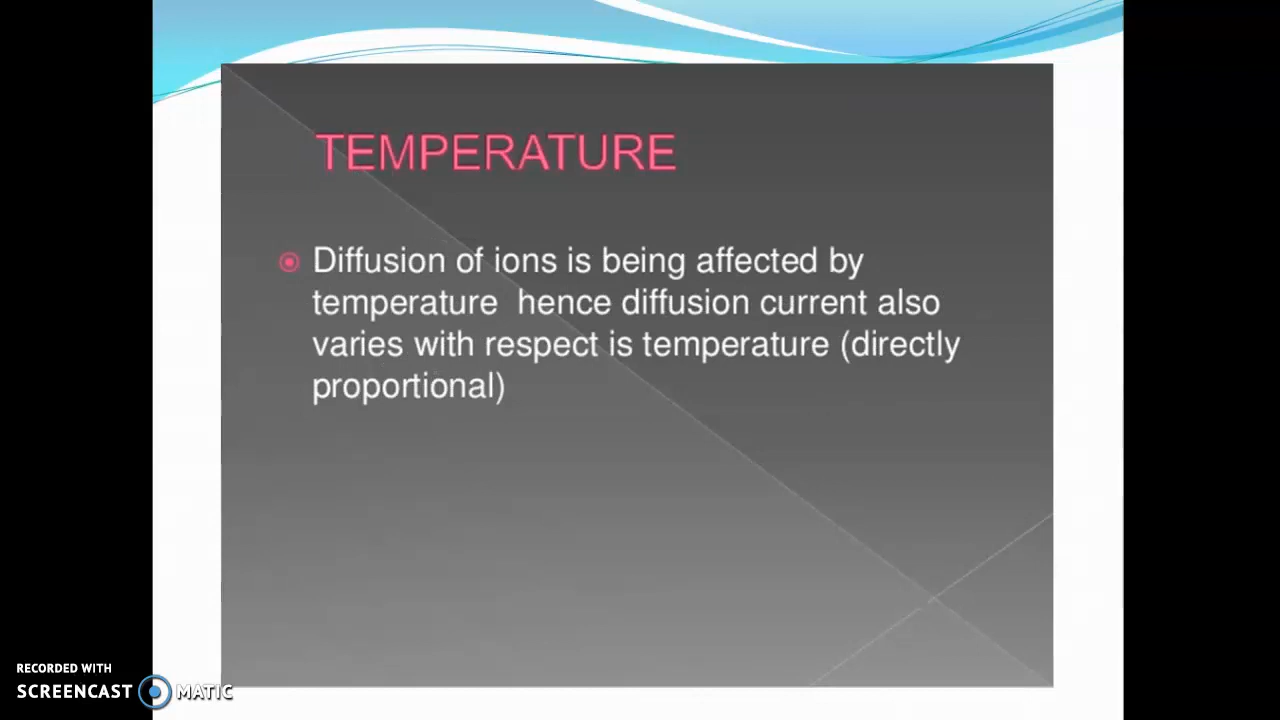 TEMPERATURE
Diffusion of ions is being affected by
temperature hence diffusion current also
varies with respect is temperature (directly
proportional)
RECORDED WITH
SCREENCAST MATIC